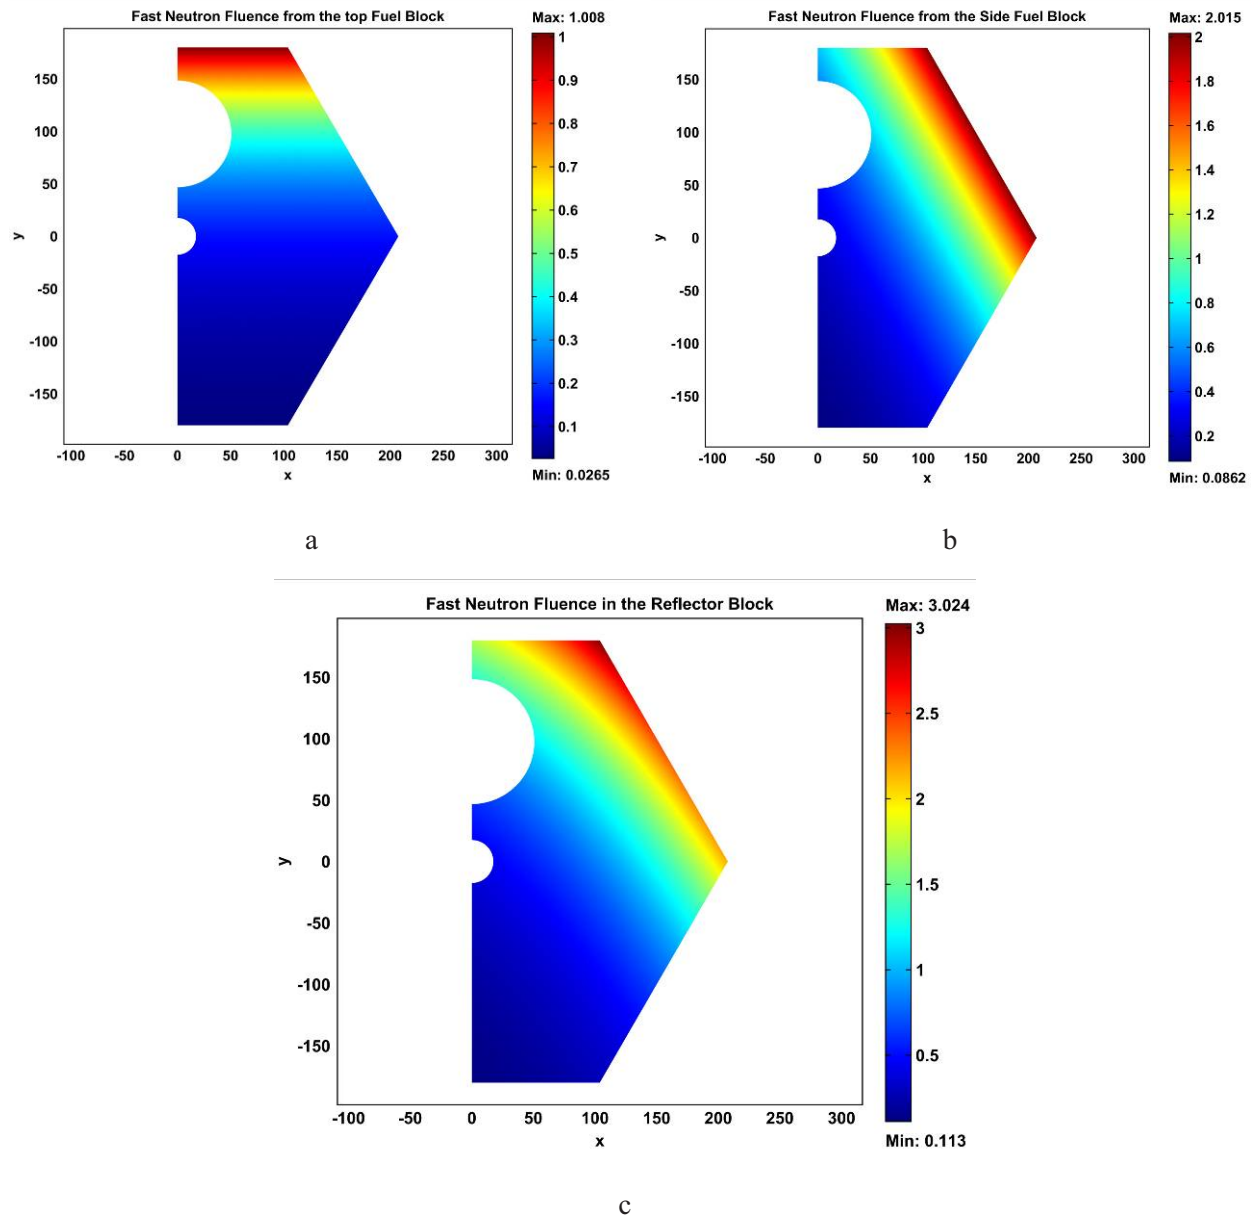 Fast Neutron Fluence from the top Fuel Block
Max: 1.008
1
0.9
0.8
0.7
0.6
0.5
0.4
0.3
0.2
0.1
Min: 0.0265
150
100
50
0
-50
-100
-150
y
-100 -50 0 50 100 150 200 250 300
x
a
Fast Neutron Fluence from the Side Fuel Block
Max: 2.015
2
1.8
1.6
1.4
1.2
1
0.8
0.6
0.4
0.2
Min: 0.0862
150
100
50
0
-50
-100
-150
y
-100 -50 0 50 100 150 200 250 300
x
b
Fast Neutron Fluence in the Reflector Block
Max: 3.024
3
2.5
2
1.5
1
0.5
Min: 0.113
150
100
50
0
-50
-100
-150
y
-100 -50 0 50 100 150 200 250 300
x
c